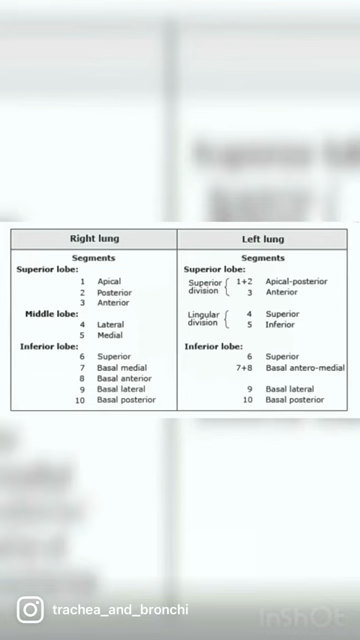 Right lung
Segments
Superior lobe:
1 Apical
2 Posterior
3 Anterior
Middle lobe:
4 Lateral
5 Medial
Inferior lobe:
6 Superior
7 Basal medial
8 Basal anterior
9 Basal lateral
10 Basal posterior
Left lung
Segments
Superior lobe:
Superior division { 1+2 Apical-posterior
3 Anterior
Lingular division { 4 Superior
5 Inferior
Inferior lobe:
6 Superior
7+8 Basal antero-medial
9 Basal lateral
10 Basal posterior
trachea_and_bronchi
InShOt